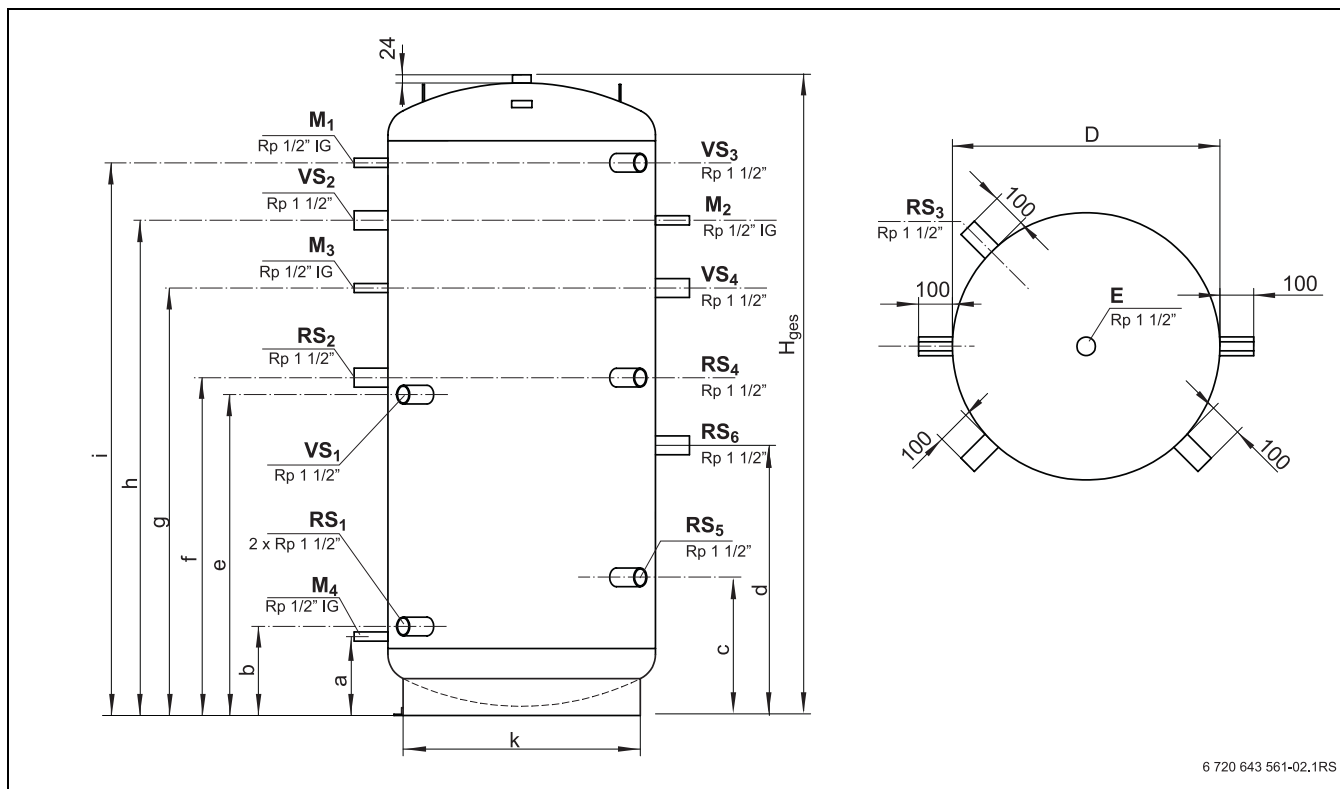 24
M1
Rp 1/2" IG
VS2
Rp 1 1/2"
M3
Rp 1/2" IG
RS2
Rp 1 1/2"
VS1
Rp 1 1/2"
RS1
2 x Rp 1 1/2"
M4
Rp 1/2" IG
VS3
Rp 1 1/2"
M2
Rp 1/2" IG
VS4
Rp 1 1/2"
RS4
Rp 1 1/2"
RS6
Rp 1 1/2"
RS5
Rp 1 1/2"
i
h
g
f
e
b
a
k
c
d
Hges
D
100
RS3
Rp 1 1/2"
100
E
Rp 1 1/2"
100
100
100
6 720 643 561-02.1RS